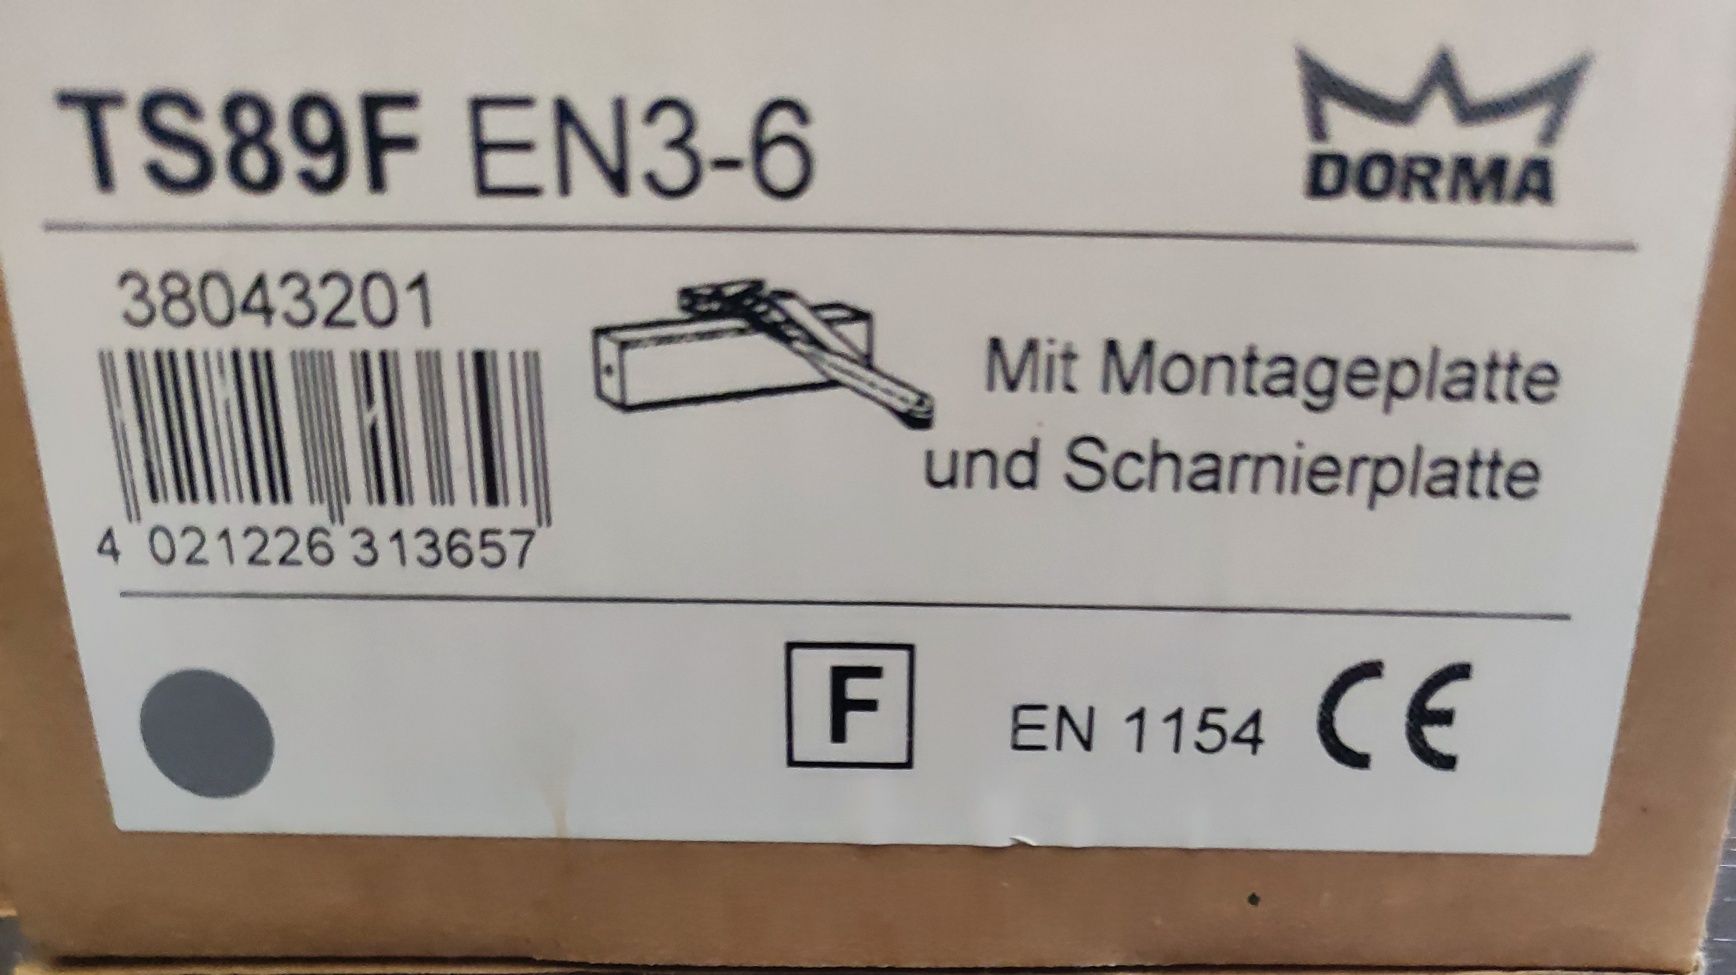 TS89F EN3-6
DORMA
38043201
Mit Montageplatte
und Scharnierplatte
4 021226 313657
F
EN 1154 CE